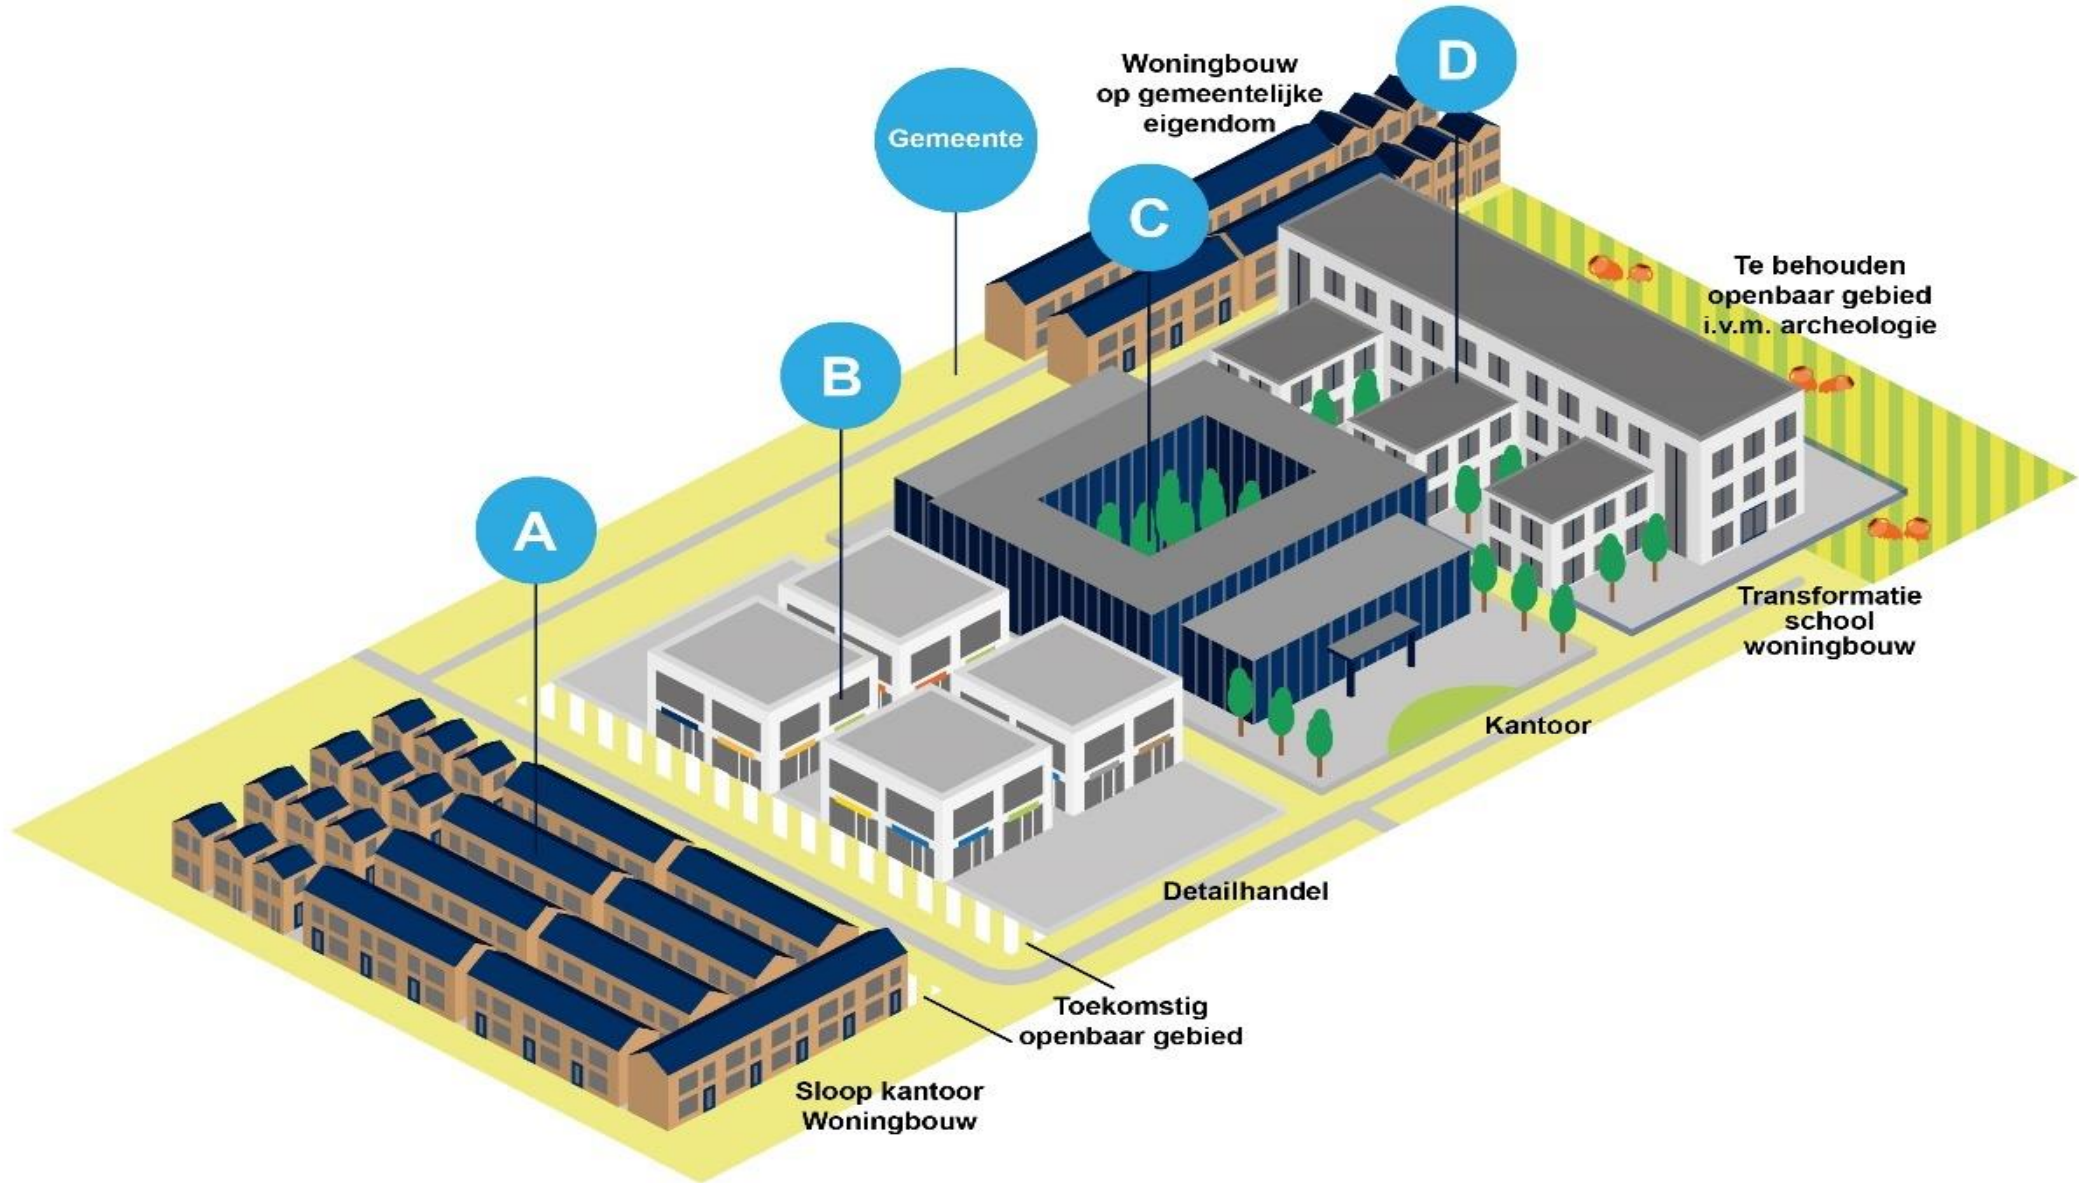 Woningbouw
op gemeentelijke
eigendom
D
Gemeente
C
Te behouden
openbaar gebied
i.v.m. archeologie
B
A
Transformatie
school
woningbouw
Kantoor
Detailhandel
Toekomstig
openbaar gebied
Sloop kantoor
Woningbouw